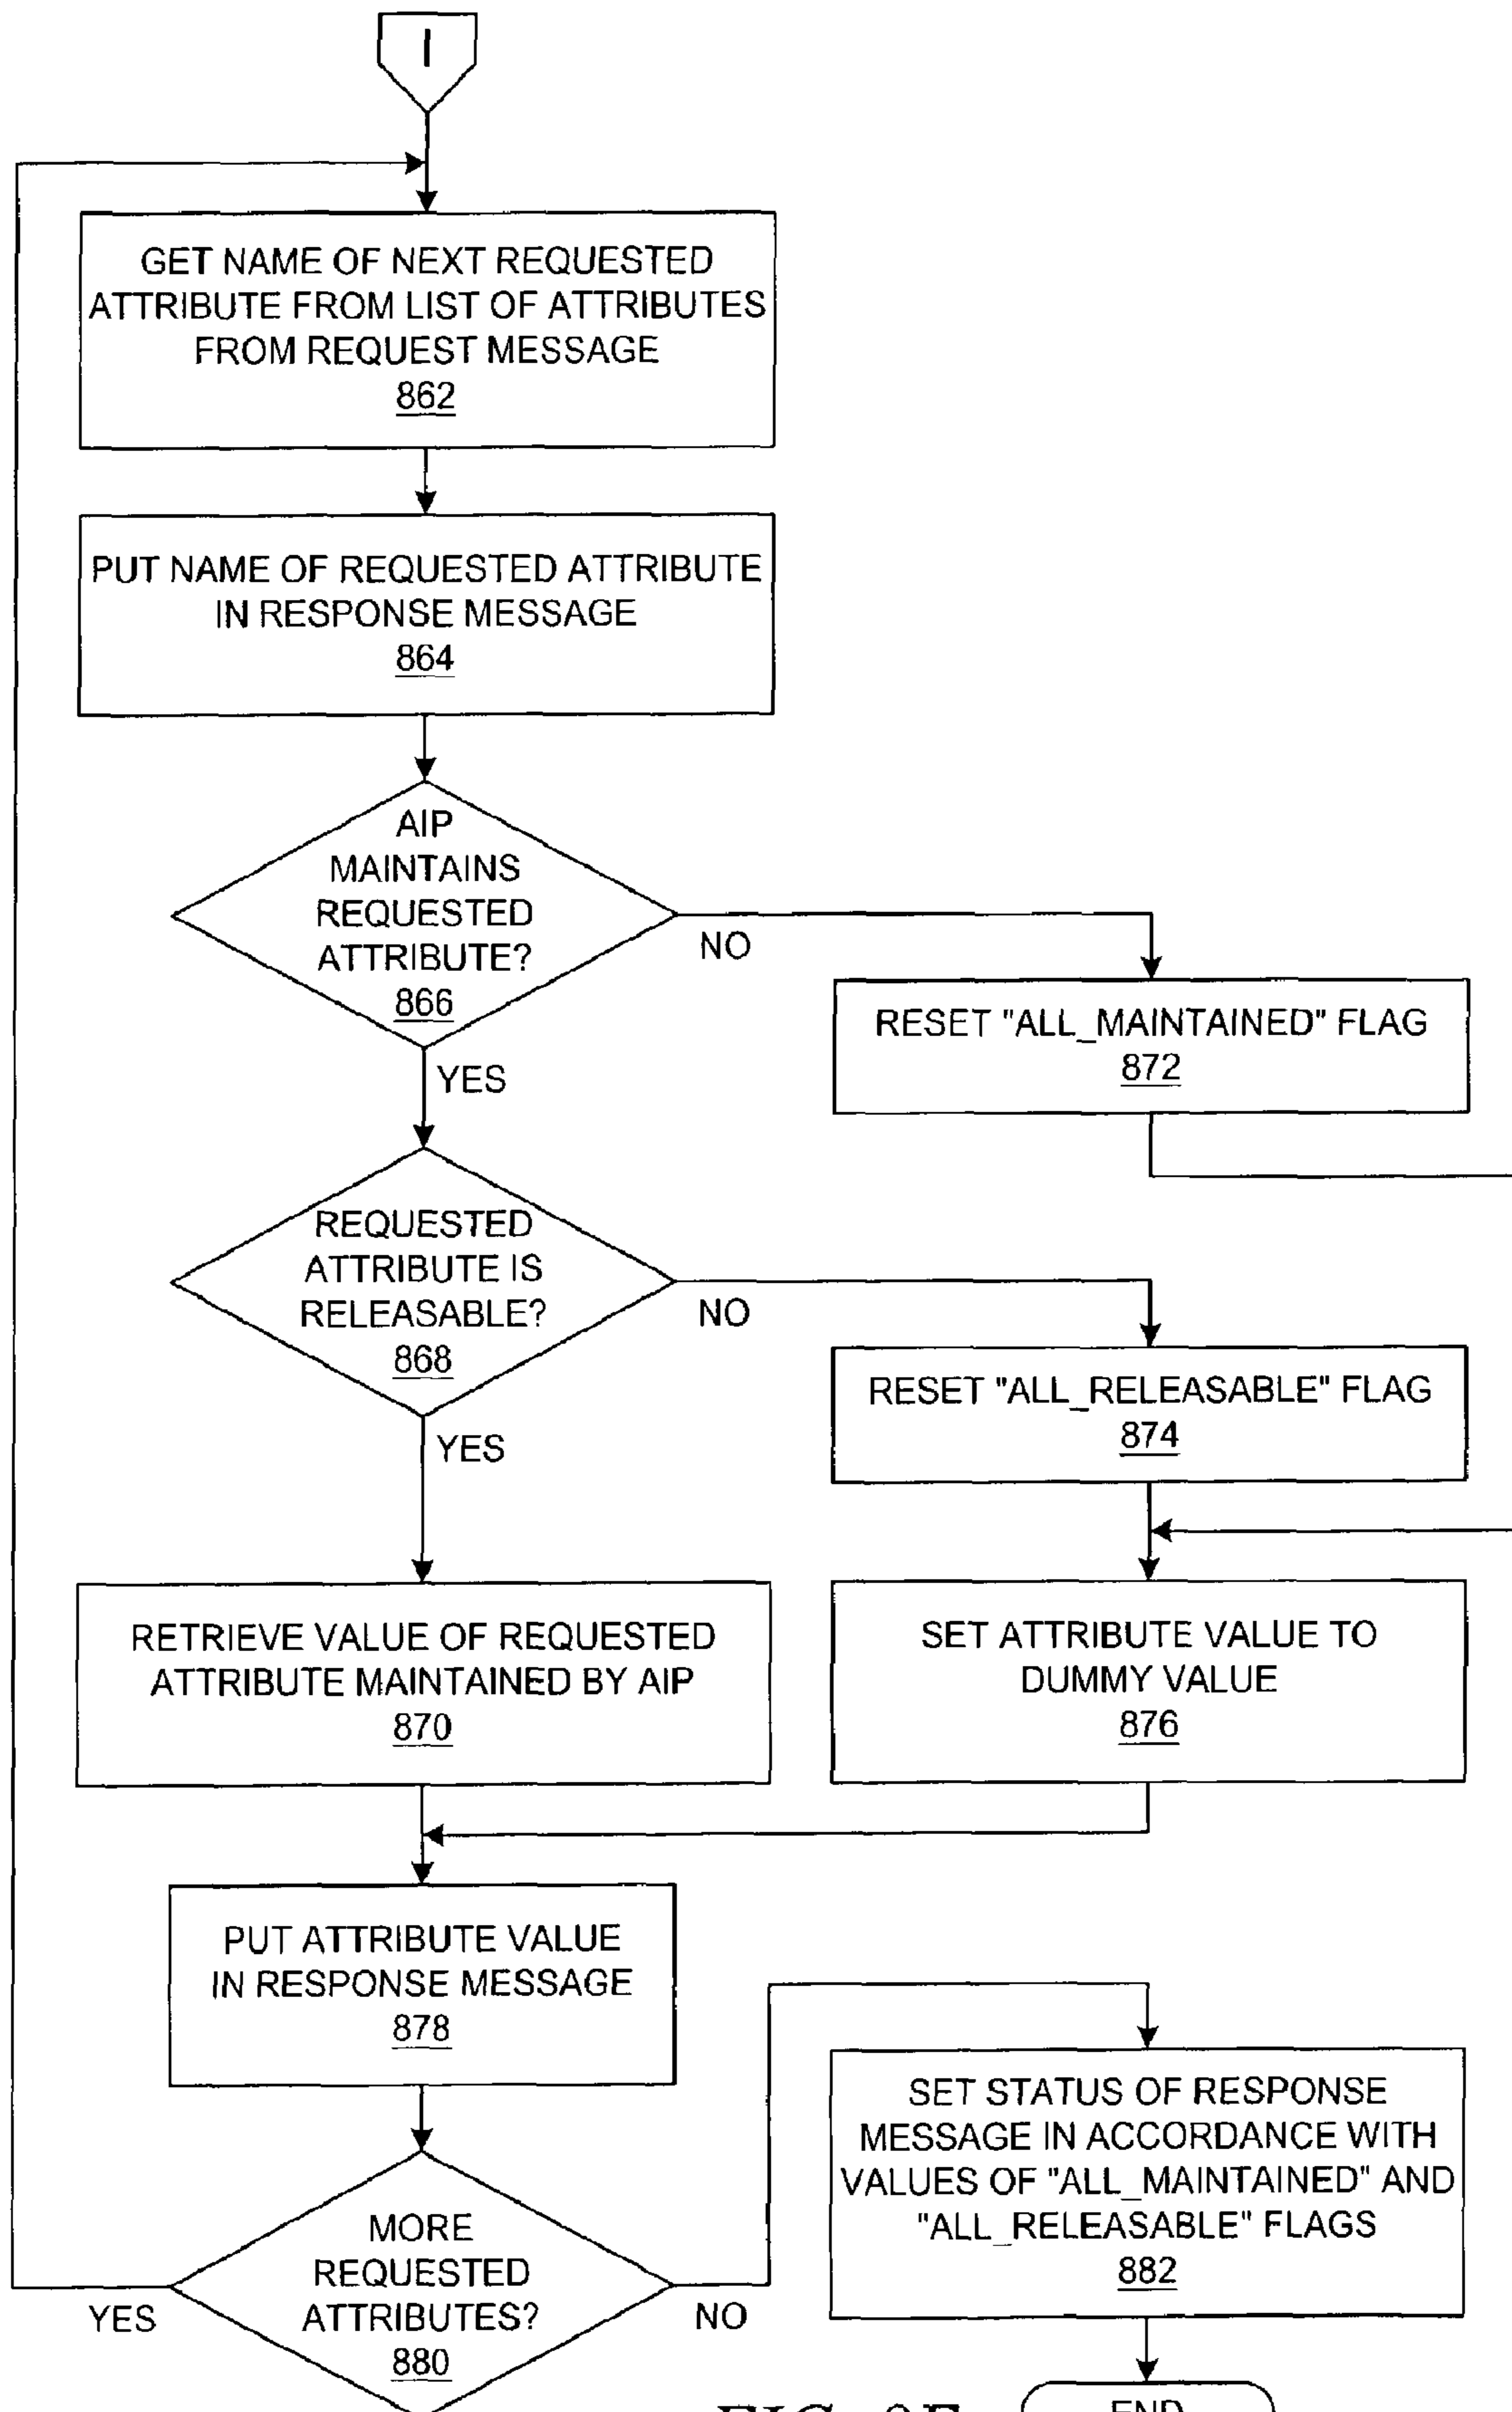 I
GET NAME OF NEXT REQUESTED
ATTRIBUTE FROM LIST OF ATTRIBUTES
FROM REQUEST MESSAGE
862
PUT NAME OF REQUESTED ATTRIBUTE
IN RESPONSE MESSAGE
864
AIP
MAINTAINS
REQUESTED
ATTRIBUTE?
866
NO
YES
RESET "ALL_MAINTAINED" FLAG
872
REQUESTED
ATTRIBUTE IS
RELEASABLE?
868
NO
YES
RESET "ALL_RELEASABLE" FLAG
874
RETRIEVE VALUE OF REQUESTED
ATTRIBUTE MAINTAINED BY AIP
870
SET ATTRIBUTE VALUE TO
DUMMY VALUE
876
PUT ATTRIBUTE VALUE
IN RESPONSE MESSAGE
878
MORE
REQUESTED
ATTRIBUTES?
880
YES
NO
SET STATUS OF RESPONSE
MESSAGE IN ACCORDANCE WITH
VALUES OF "ALL_MAINTAINED" AND
"ALL_RELEASABLE" FLAGS
882
END